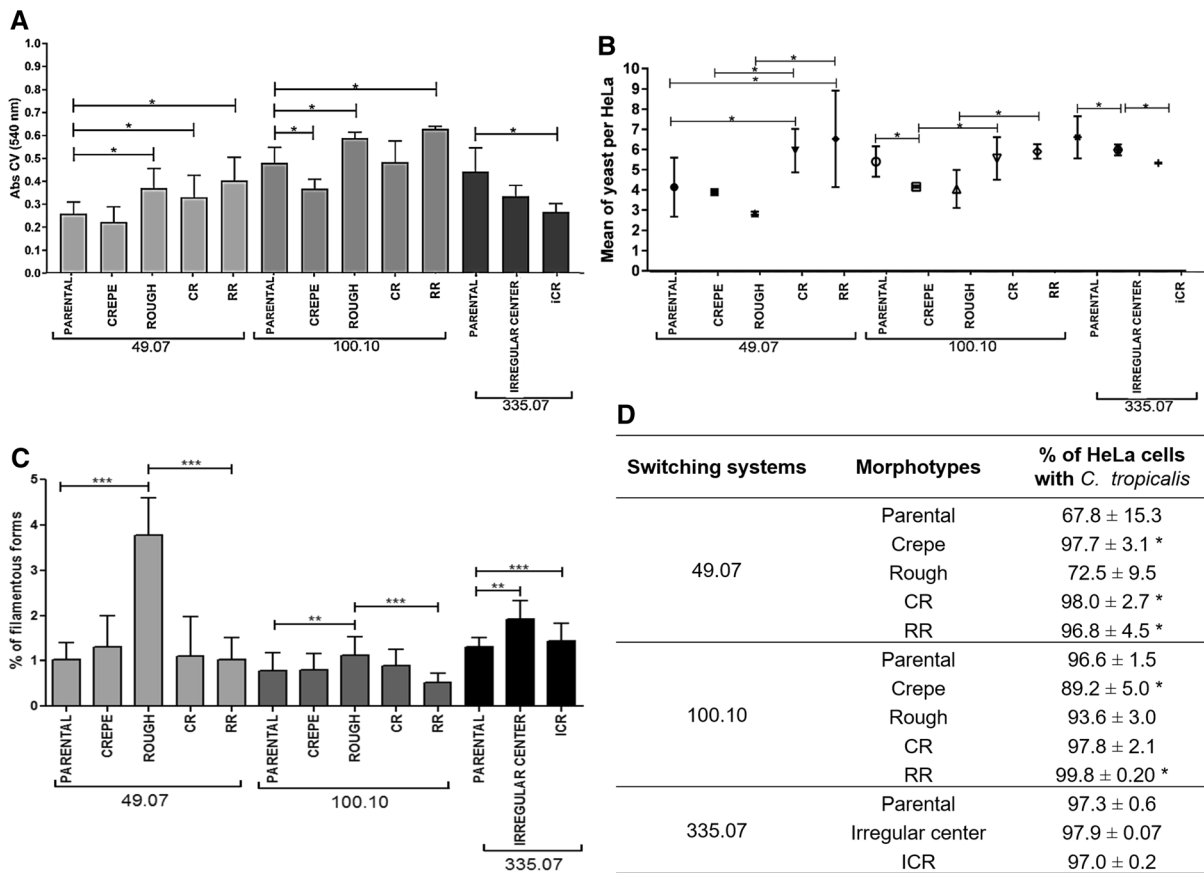 A
Abs CV (540 nm)
1.0
0.9
0.8
0.7
0.6
0.5
0.4
0.3
0.2
0.1
0.0
* * * * * * *
PARENTAL CREPE ROUGH CR RR PARENTAL CREPE ROUGH CR RR PARENTAL IRREGULAR CENTER iCR
49.07 100.10 335.07
B
Mean of yeast per HeLa
10
9
8
7
6
5
4
3
2
1
0
* * * * * * * * *
PARENTAL CREPE ROUGH CR RR PARENTAL CREPE ROUGH CR RR PARENTAL IRREGULAR CENTER iCR
49.07 100.10 335.07
C
% of filamentous forms
5
4
3
2
1
0
*** *** ** *** ** ***
PARENTAL CREPE ROUGH CR RR PARENTAL CREPE ROUGH CR RR PARENTAL IRREGULAR CENTER ICR
49.07 100.10 335.07
D
Switching systems Morphotypes % of HeLa cells
with C. tropicalis
49.07
Parental 67.8 ± 15.3
Crepe 97.7 ± 3.1 *
Rough 72.5 ± 9.5
CR 98.0 ± 2.7 *
RR 96.8 ± 4.5 *
100.10
Parental 96.6 ± 1.5
Crepe 89.2 ± 5.0 *
Rough 93.6 ± 3.0
CR 97.8 ± 2.1
RR 99.8 ± 0.20 *
335.07
Parental 97.3 ± 0.6
Irregular center 97.9 ± 0.07
ICR 97.0 ± 0.2